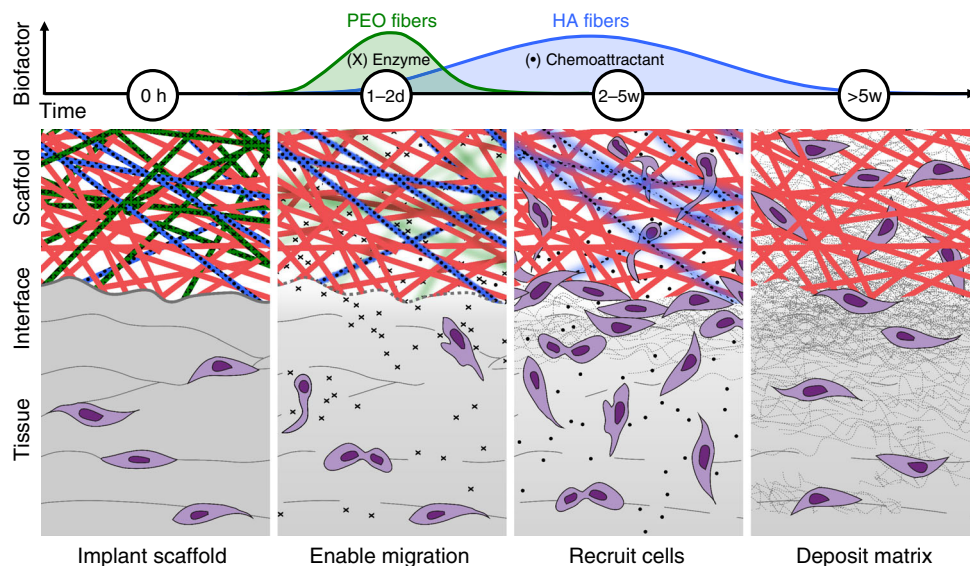 PEO fibers
HA fibers
Biofactor
(X) Enzyme
(•) Chemoattractant
Time
0 h
1–2d
2–5w
>5w
Scaffold
Interface
Tissue
Implant scaffold
Enable migration
Recruit cells
Deposit matrix